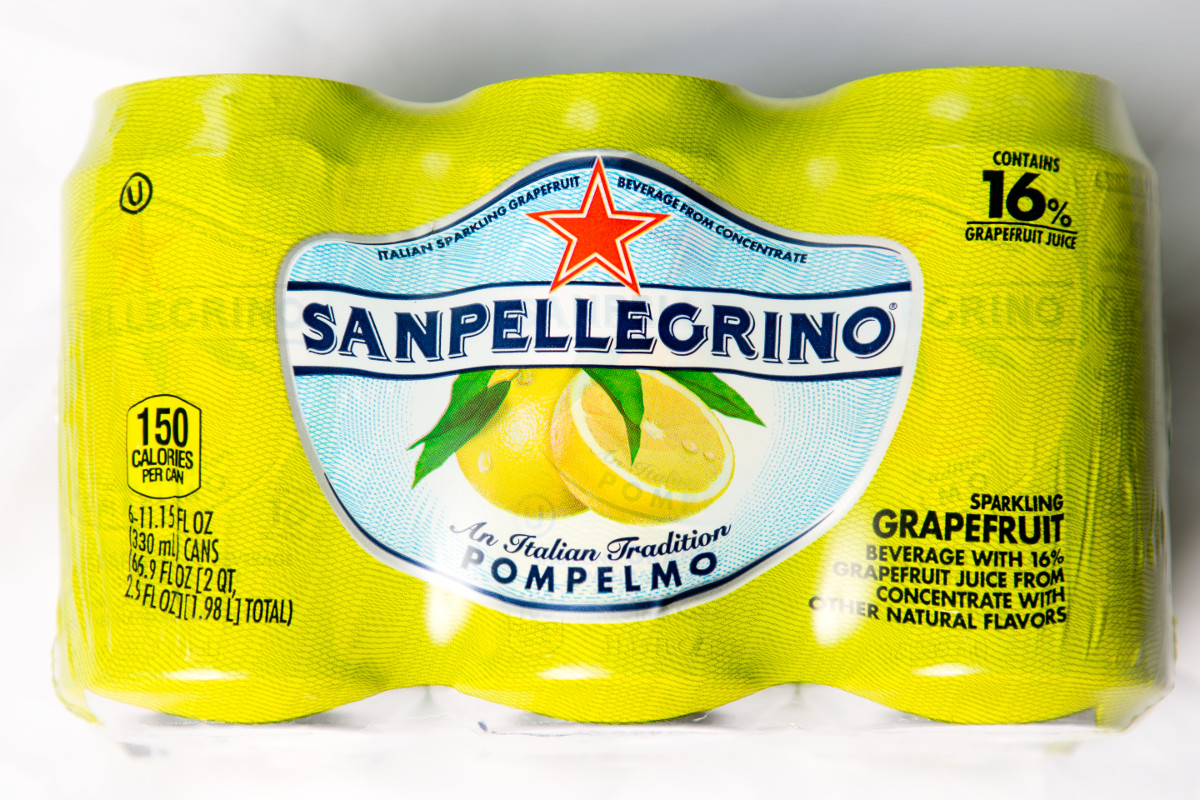 Ⓤ
CONTAINS
16%
GRAPEFRUIT JUICE
ITALIAN SPARKLING GRAPEFRUIT BEVERAGE FROM CONCENTRATE
SANPELLEGRINO®
An Italian Tradition
POMPELMO
150
CALORIES
PER CAN
6-11.15 FL OZ
(330 mL) CANS
(66.9 FL OZ [2 QT,
2.9 FL OZ] [1.98 L] TOTAL)
SPARKLING
GRAPEFRUIT
BEVERAGE WITH 16%
GRAPEFRUIT JUICE FROM
CONCENTRATE WITH
OTHER NATURAL FLAVORS